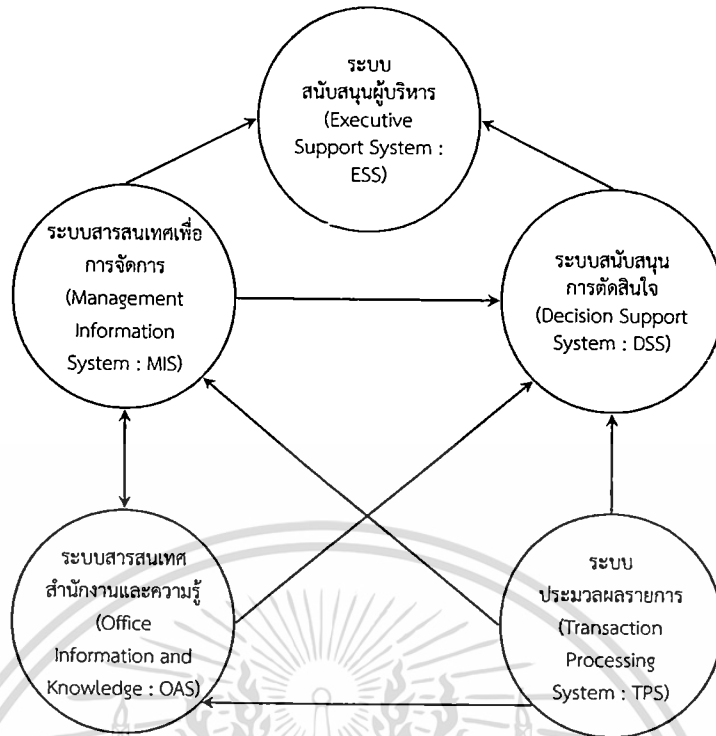 ระบบ
สนับสนุนผู้บริหาร
(Executive
Support System :
ESS)
ระบบสารสนเทศเพื่อ
การจัดการ
(Management
Information
System : MIS)
ระบบสนับสนุน
การตัดสินใจ
(Decision Support
System : DSS)
ระบบสารสนเทศ
สำนักงานและความรู้
(Office
Information and
Knowledge : OAS)
ระบบ
ประมวลผลรายการ
(Transaction
Processing
System : TPS)